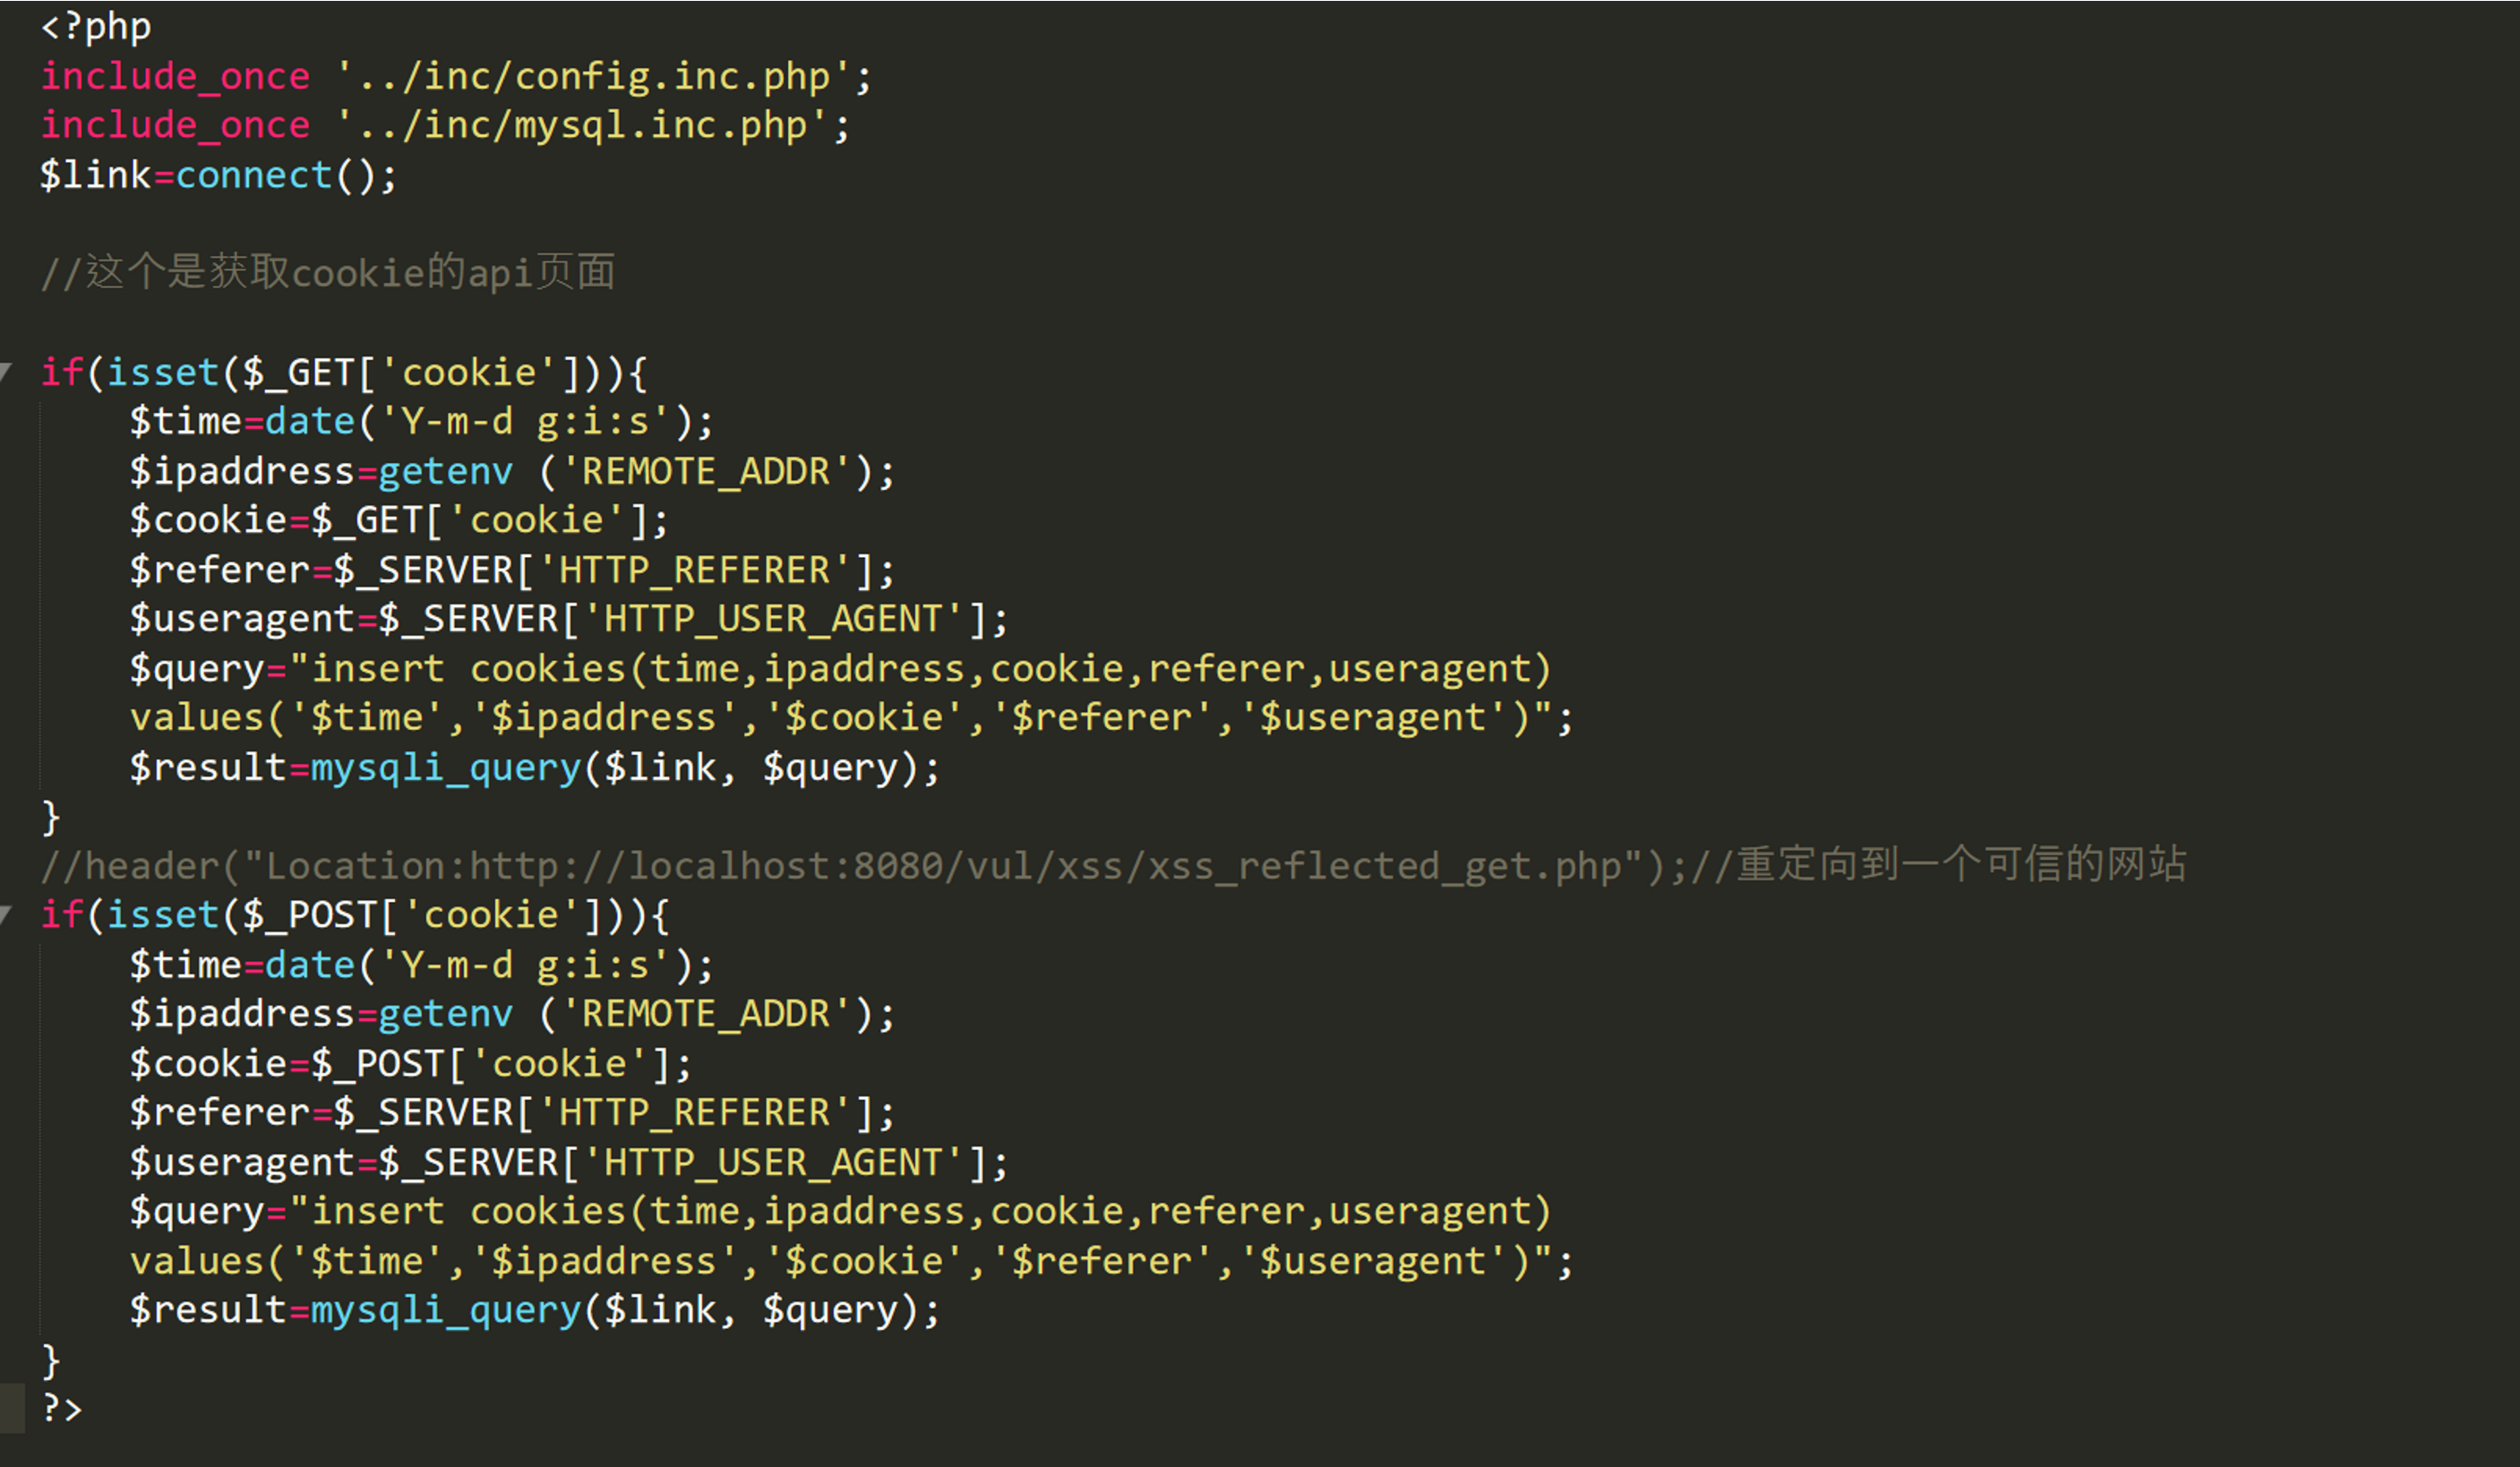 <?php
include_once '../inc/config.inc.php';
include_once '../inc/mysql.inc.php';
$link=connect();
//这个是获取cookie的api页面
if(isset($_GET['cookie'])){
$time=date('Y-m-d g:i:s');
$ipaddress=getenv ('REMOTE_ADDR');
$cookie=$_GET['cookie'];
$referer=$_SERVER['HTTP_REFERER'];
$useragent=$_SERVER['HTTP_USER_AGENT'];
$query="insert cookies(time,ipaddress,cookie,referer,useragent)
values('$time','$ipaddress','$cookie','$referer','$useragent')";
$result=mysqli_query($link, $query);
}
//header("Location:http://localhost:8080/vul/xss/xss_reflected_get.php");//重定向到一个可信的网站
if(isset($_POST['cookie'])){
$time=date('Y-m-d g:i:s');
$ipaddress=getenv ('REMOTE_ADDR');
$cookie=$_POST['cookie'];
$referer=$_SERVER['HTTP_REFERER'];
$useragent=$_SERVER['HTTP_USER_AGENT'];
$query="insert cookies(time,ipaddress,cookie,referer,useragent)
values('$time','$ipaddress','$cookie','$referer','$useragent')";
$result=mysqli_query($link, $query);
}
?>